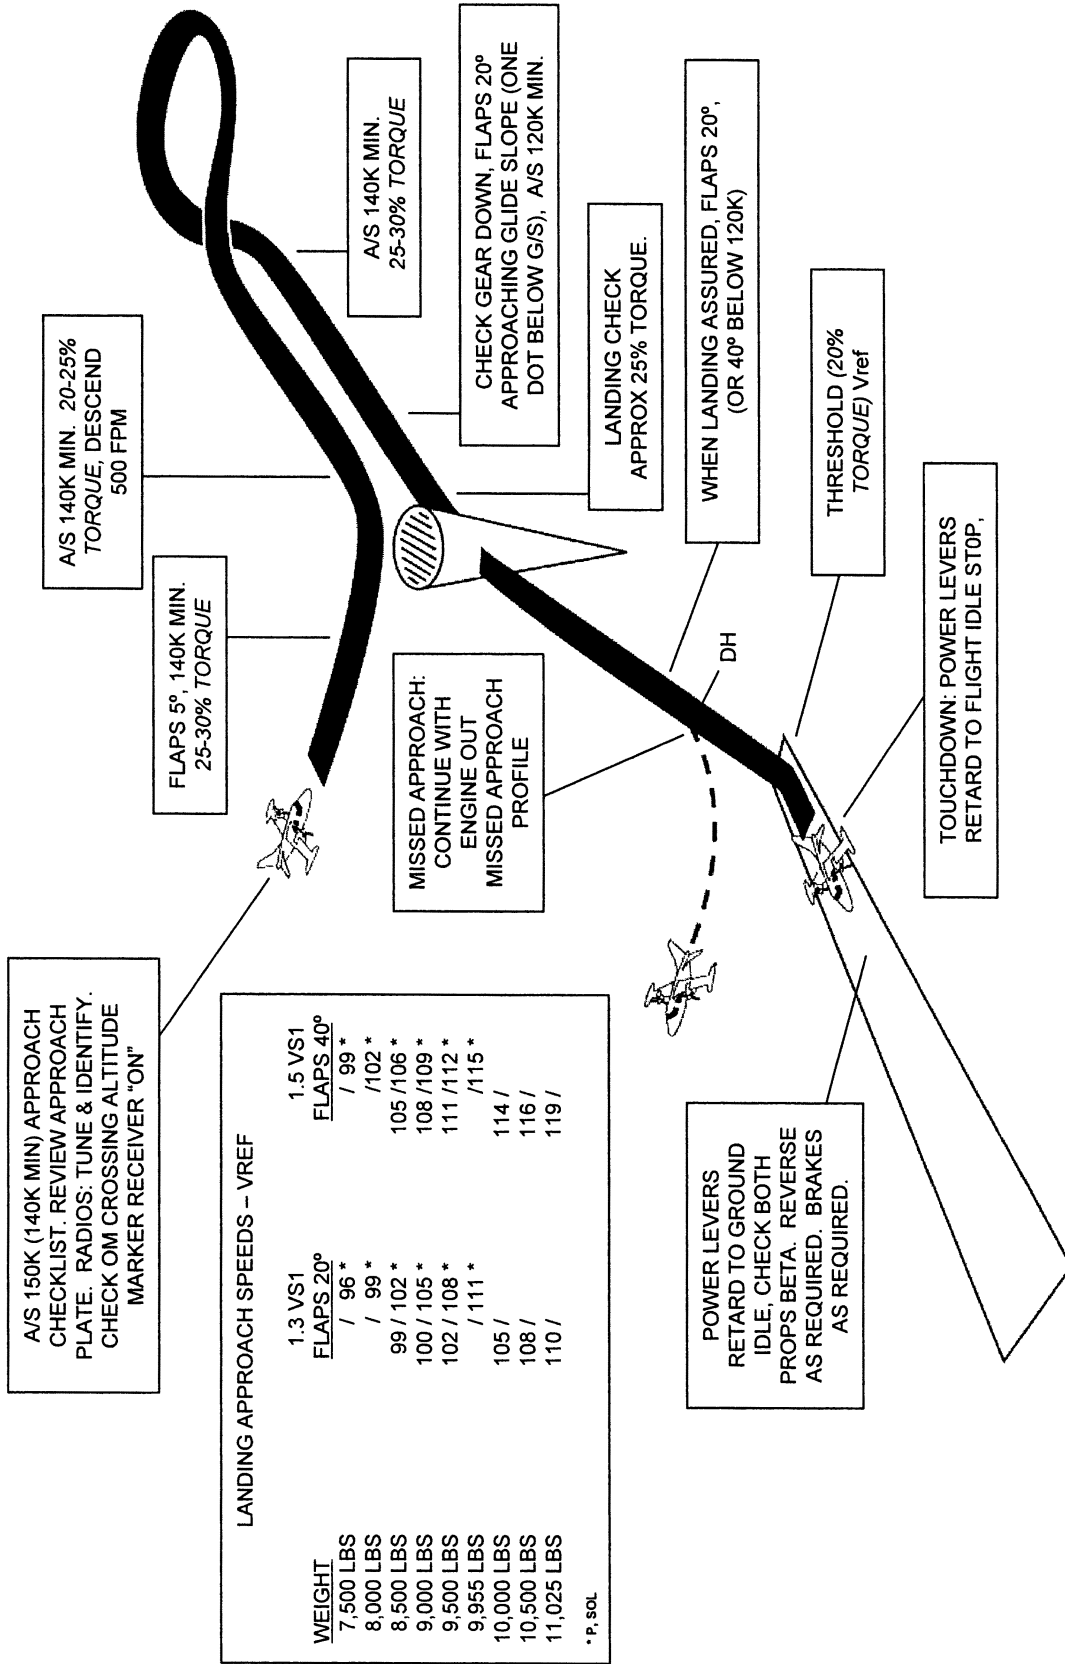 A/S 150K (140K MIN) APPROACH
CHECKLIST. REVIEW APPROACH
PLATE. RADIOS: TUNE & IDENTIFY.
CHECK OM CROSSING ALTITUDE
MARKER RECEIVER “ON”
FLAPS 5º, 140K MIN.
25-30% TORQUE
A/S 140K MIN. 20-25%
TORQUE, DESCEND
500 FPM
A/S 140K MIN.
25-30% TORQUE
CHECK GEAR DOWN, FLAPS 20º
APPROACHING GLIDE SLOPE (ONE
DOT BELOW G/S), A/S 120K MIN.
LANDING CHECK
APPROX 25% TORQUE.
WHEN LANDING ASSURED, FLAPS 20º,
(OR 40º BELOW 120K)
MISSED APPROACH:
CONTINUE WITH
ENGINE OUT
MISSED APPROACH
PROFILE
DH
THRESHOLD (20%
TORQUE) Vref
TOUCHDOWN: POWER LEVERS
RETARD TO FLIGHT IDLE ST0P,
POWER LEVERS
RETARD TO GROUND
IDLE, CHECK BOTH
PROPS BETA. REVERSE
AS REQUIRED. BRAKES
AS REQUIRED.
LANDING APPROACH SPEEDS – VREF
1.3 VS1 1.5 VS1
WEIGHT FLAPS 20º FLAPS 40º
7,500 LBS / 96 * / 99 *
8,000 LBS / 99 * /102 *
8,500 LBS 99 / 102 * 105 /106 *
9,000 LBS 100 / 105 * 108 /109 *
9,500 LBS 102 / 108 * 111 /112 *
9,955 LBS / 111 * /115 *
10,000 LBS 105 / 114 /
10,500 LBS 108 / 116 /
11,025 LBS 110 / 119 /
* P, SOL